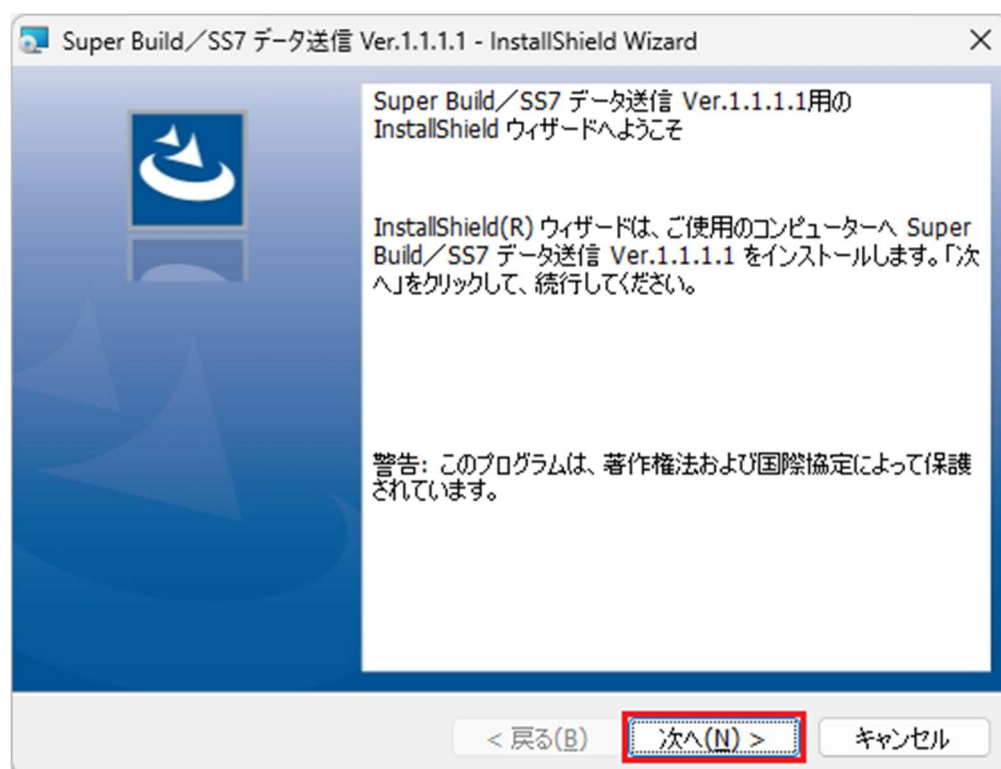 Super Build／SS7 データ送信 Ver.1.1.1.1 - InstallShield Wizard
Super Build／SS7 データ送信 Ver.1.1.1.1用の
InstallShield ウィザードへようこそ
InstallShield(R) ウィザードは、ご使用のコンピューターへ Super
Build／SS7 データ送信 Ver.1.1.1.1 をインストールします。「次
へ」をクリックして、続行してください。
警告: このプログラムは、著作権法および国際協定によって保護
されています。
< 戻る(B) 次へ(N) > キャンセル